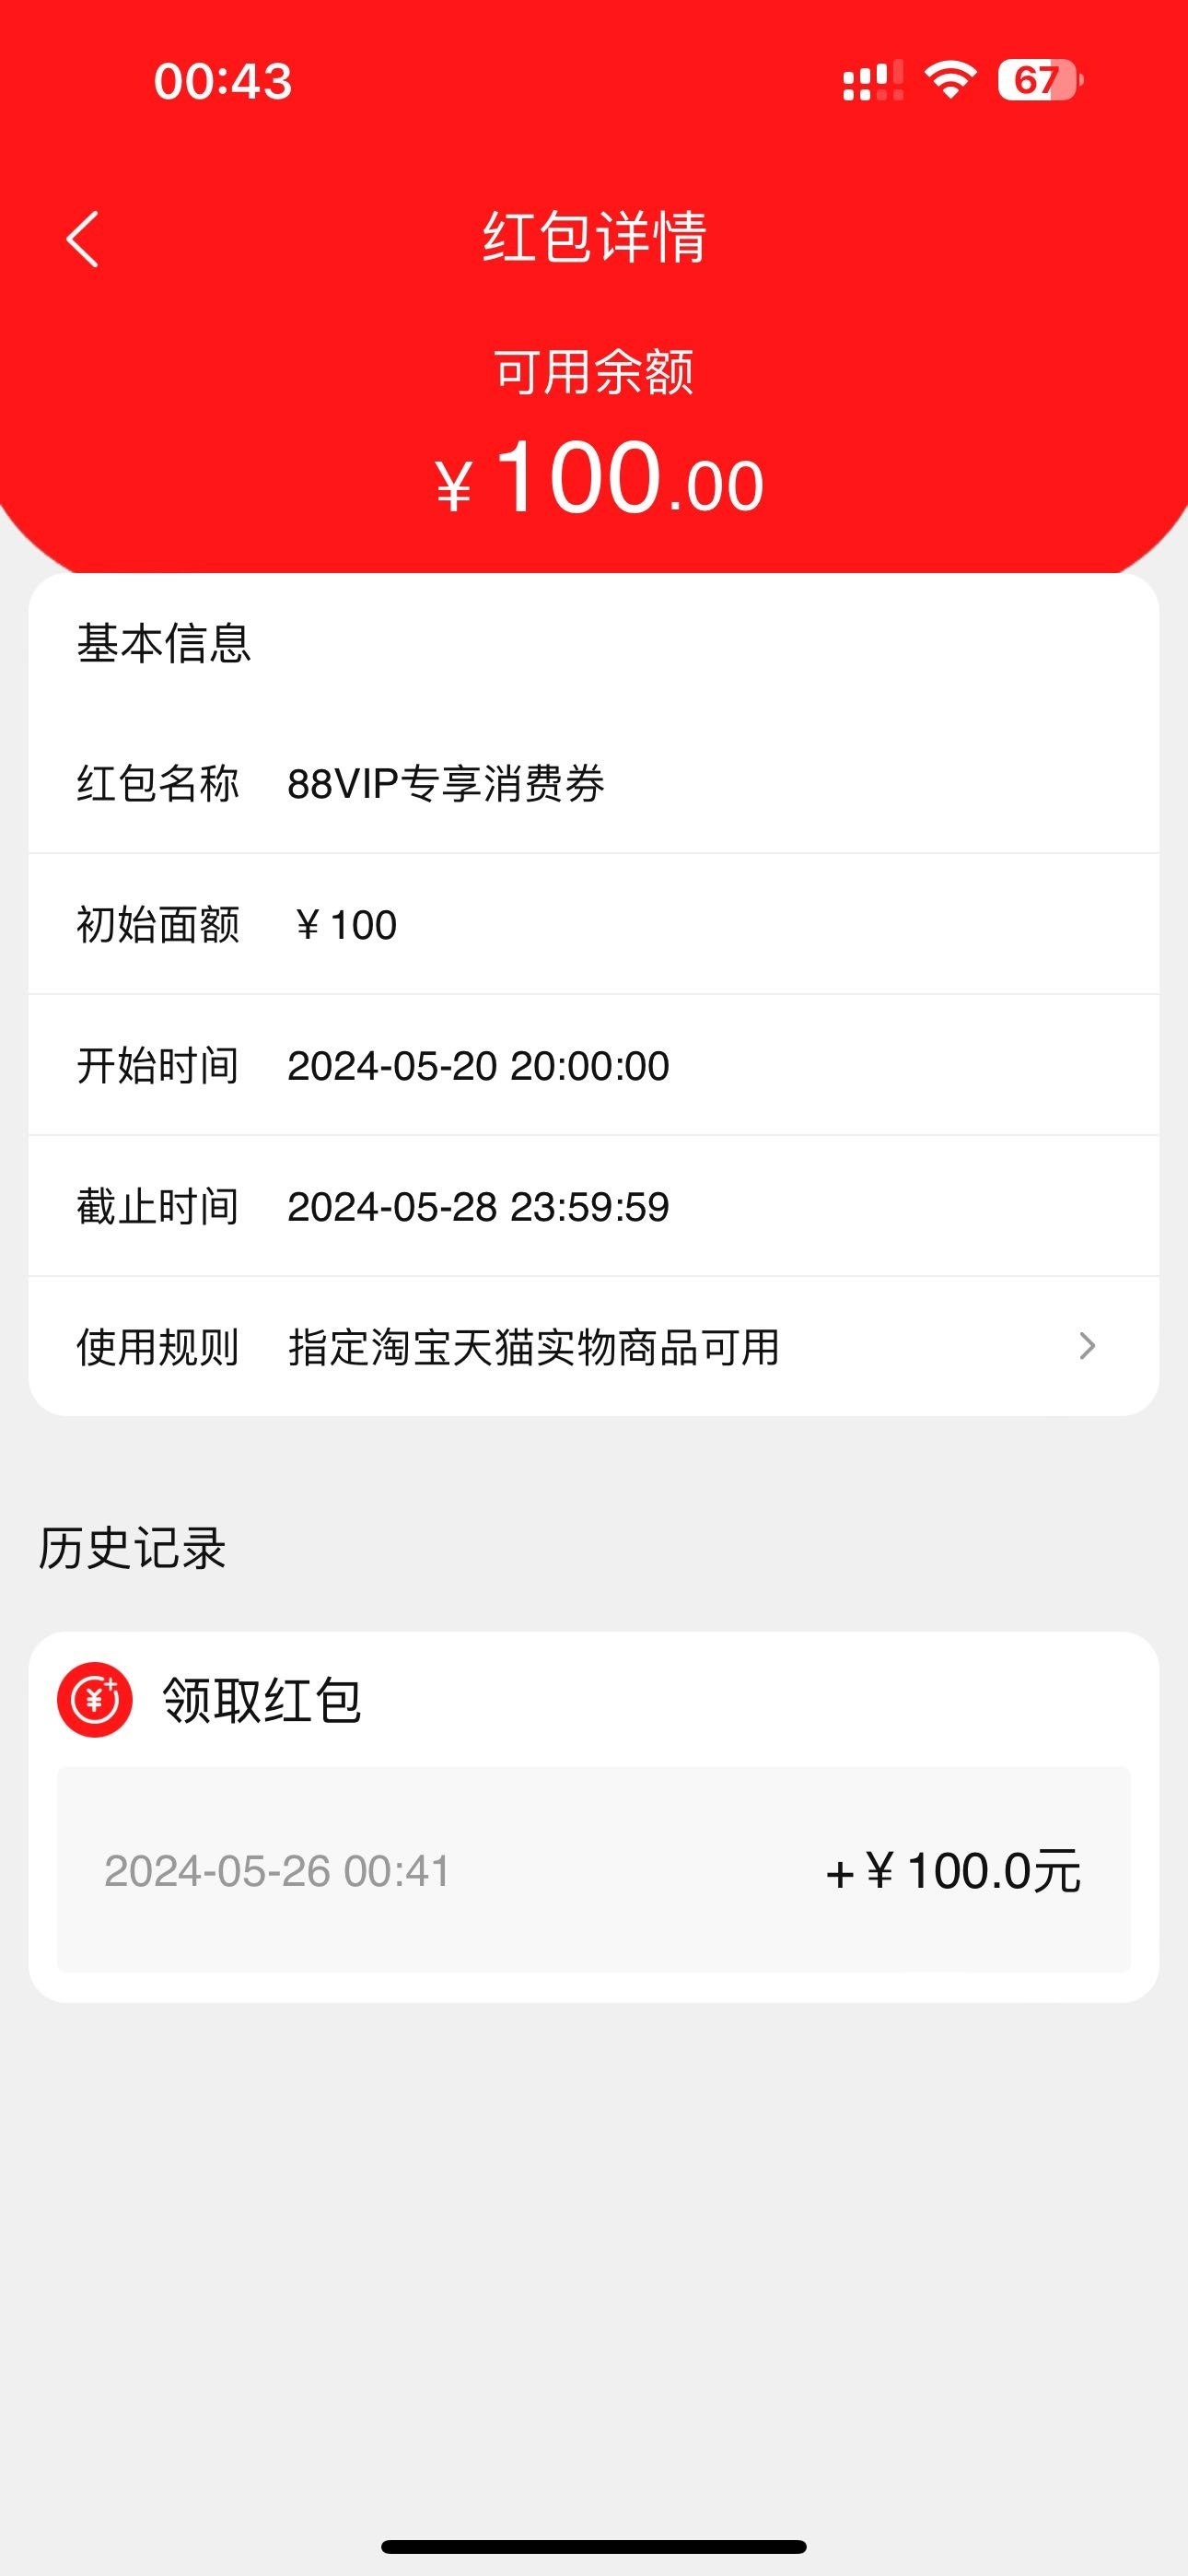 00:43
67
红包详情
可用余额
¥100.00
基本信息
红包名称 88VIP专享消费券
初始面额 ¥100
开始时间 2024-05-20 20:00:00
截止时间 2024-05-28 23:59:59
使用规则 指定淘宝天猫实物商品可用
历史记录
领取红包
2024-05-26 00:41 +¥100.0元